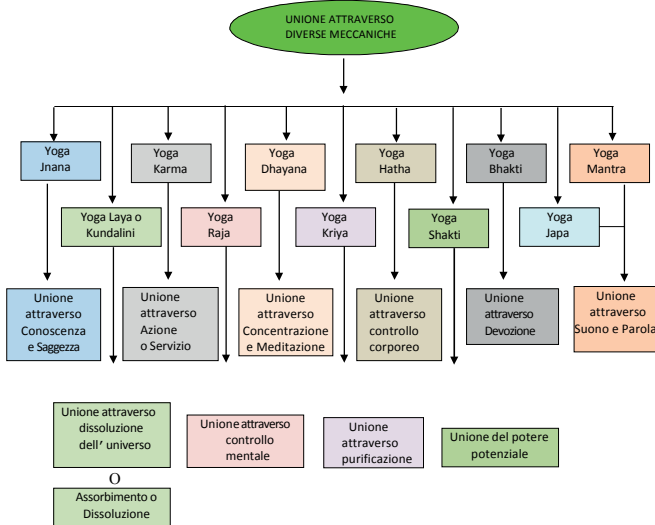 UNIONE ATTRAVERSO
DIVERSE MECCANICHE
Yoga
Jnana
Yoga
Karma
Yoga
Dhayana
Yoga
Hatha
Yoga
Bhakti
Yoga
Mantra
Yoga Laya o
Kundalini
Yoga
Raja
Yoga
Kriya
Yoga
Shakti
Yoga
Japa
Unione
attraverso
Conoscenza
e Saggezza
Unione
attraverso
Azione
o Servizio
Unione
attraverso
Concentrazione
e Meditazione
Unione
attraverso
controllo
corporeo
Unione
attraverso
Devozione
Unione
attraverso
Suono e Parola
Unione attraverso
dissoluzione
dell' universo
O
Assorbimento o
Dissoluzione
Unione attraverso
controllo
mentale
Unione
attraverso
purificazione
Unione del potere
potenziale